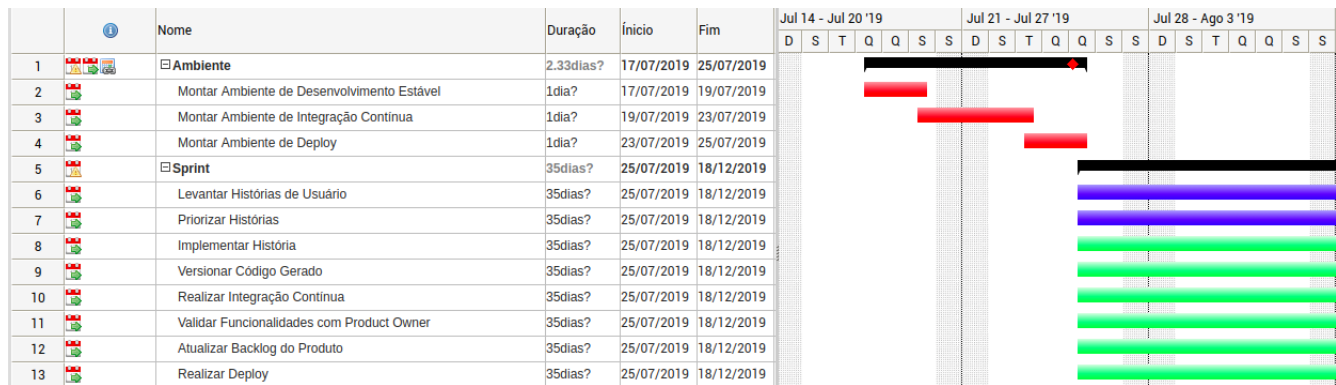 Jul 14 - Jul 20 '19 Jul 21 - Jul 27 '19 Jul 28 - Ago 3 '19
Nome Duração Ínicio Fim
D S T Q Q S S D S T Q Q S S D S T Q Q S S
1 Ambiente 2.33dias? 17/07/2019 25/07/2019
2 Montar Ambiente de Desenvolvimento Estável 1dia? 17/07/2019 19/07/2019
3 Montar Ambiente de Integração Contínua 1dia? 19/07/2019 23/07/2019
4 Montar Ambiente de Deploy 1dia? 23/07/2019 25/07/2019
5 Sprint 35dias? 25/07/2019 18/12/2019
6 Levantar Histórias de Usuário 35dias? 25/07/2019 18/12/2019
7 Priorizar Histórias 35dias? 25/07/2019 18/12/2019
8 Implementar História 35dias? 25/07/2019 18/12/2019
9 Versionar Código Gerado 35dias? 25/07/2019 18/12/2019
10 Realizar Integração Contínua 35dias? 25/07/2019 18/12/2019
11 Validar Funcionalidades com Product Owner 35dias? 25/07/2019 18/12/2019
12 Atualizar Backlog do Produto 35dias? 25/07/2019 18/12/2019
13 Realizar Deploy 35dias? 25/07/2019 18/12/2019